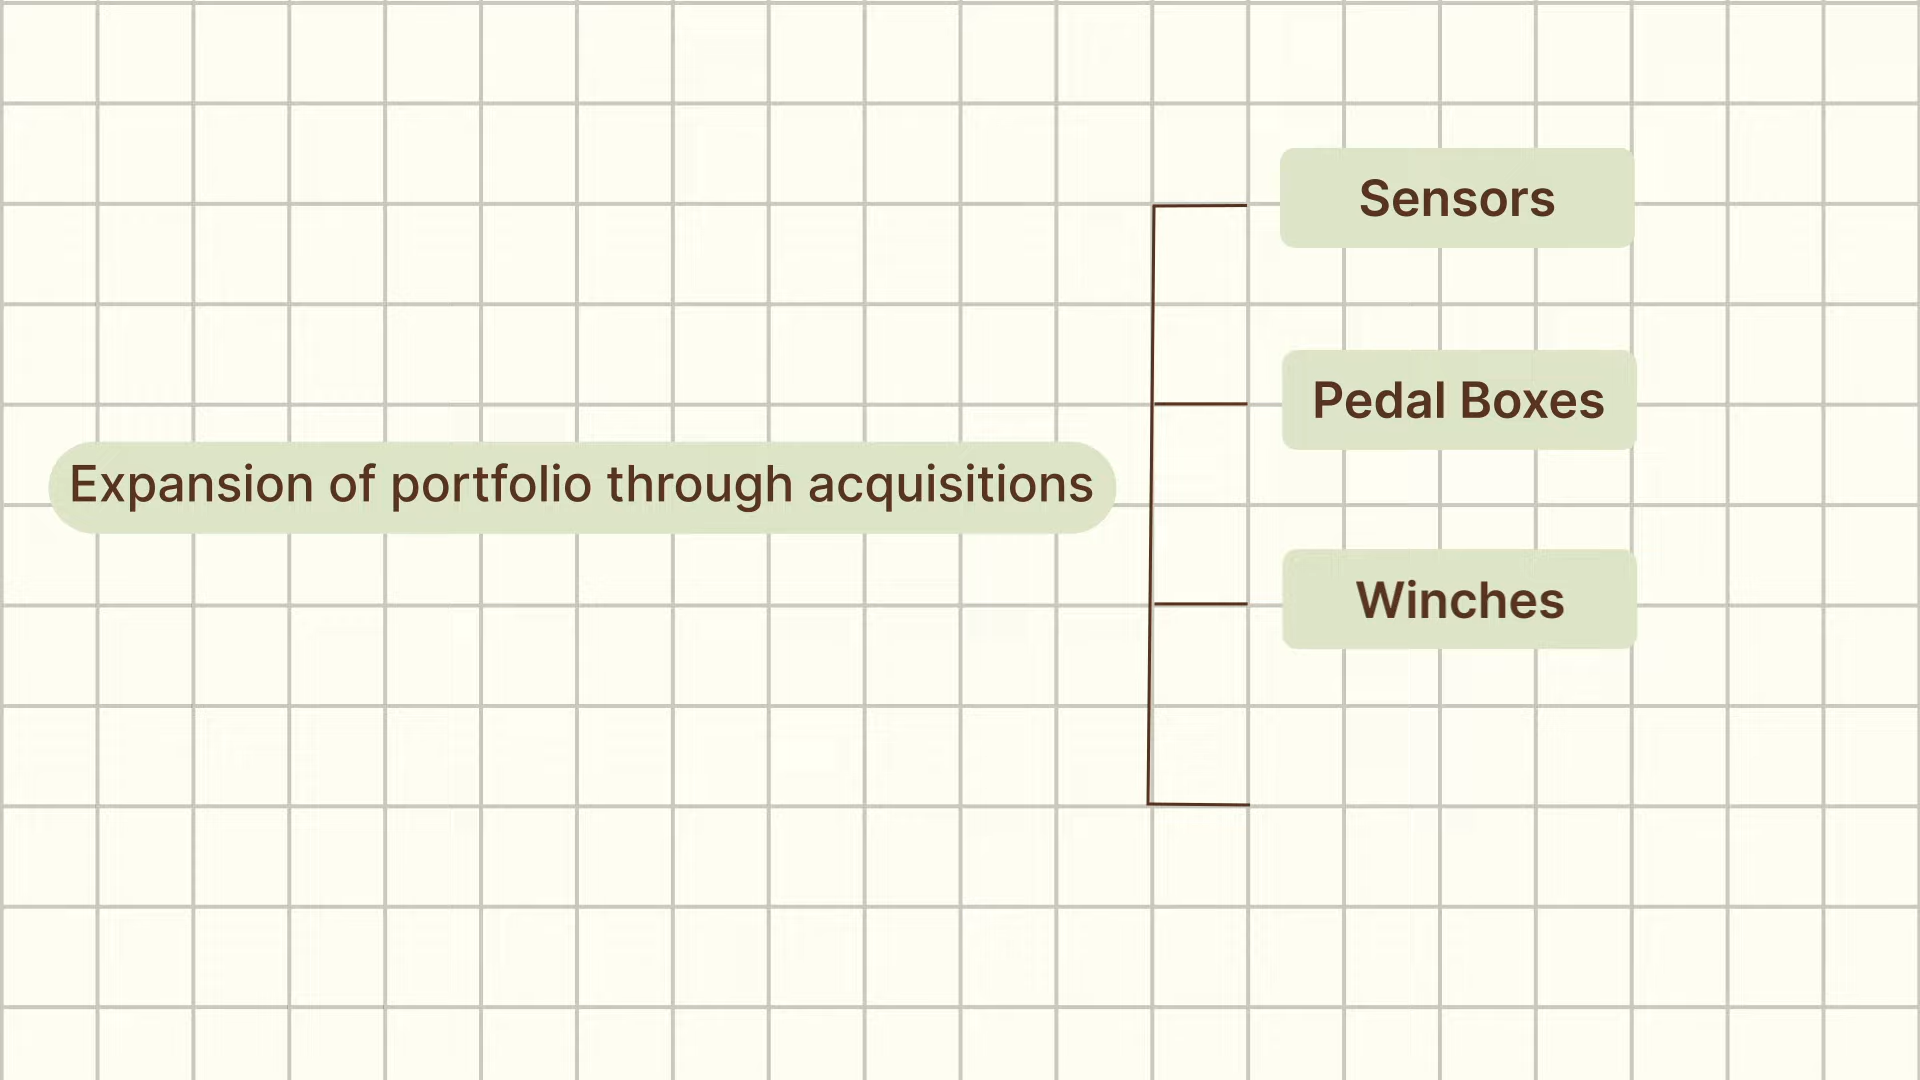 Expansion of portfolio through acquisitions
Sensors
Pedal Boxes
Winches